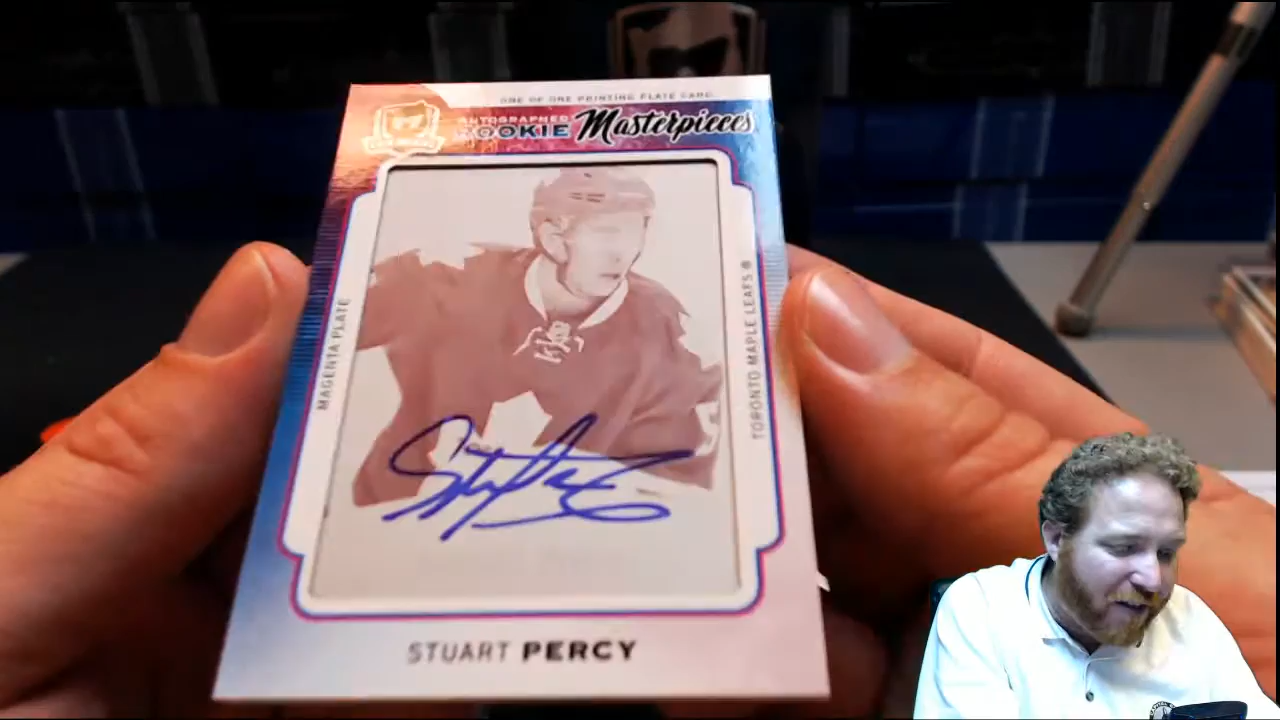 ONE OF ONE PRINTING PLATE CARD
AUTOGRAPHED
ROOKIE Masterpieces
MAGENTA PLATE
TORONTO MAPLE LEAFS ®
STUART PERCY